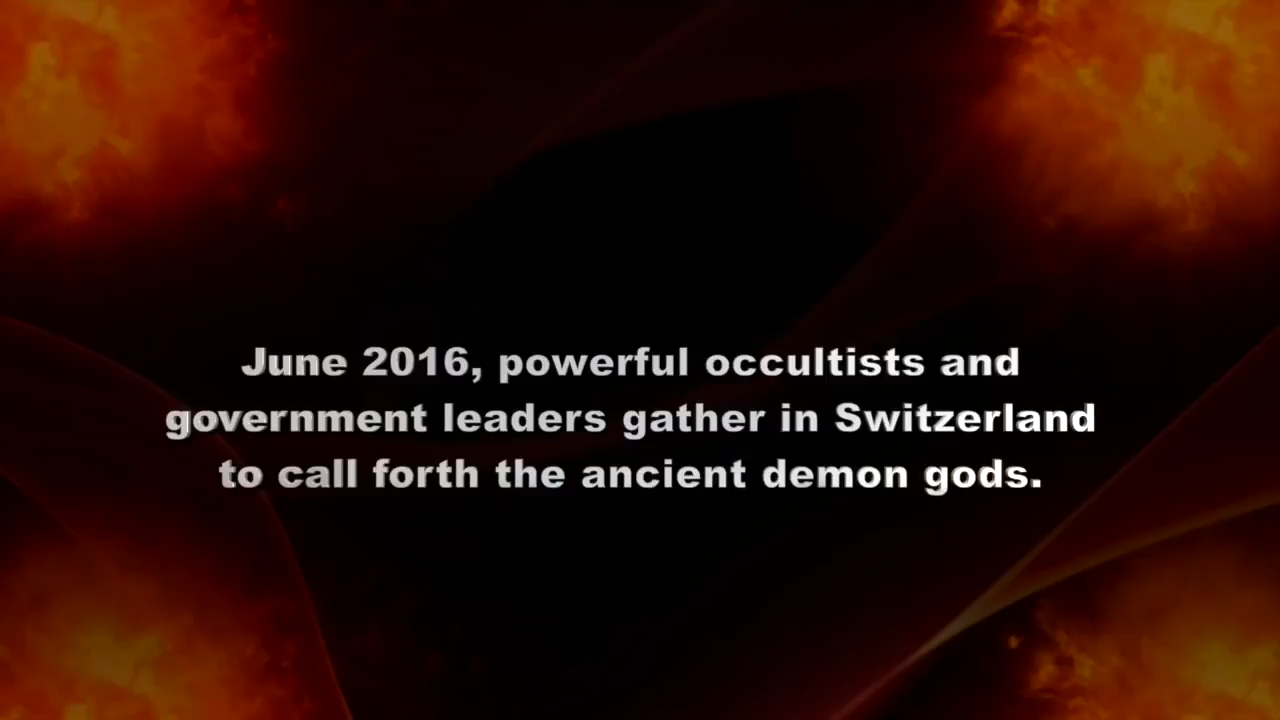 June 2016, powerful occultists and
government leaders gather in Switzerland
to call forth the ancient demon gods.